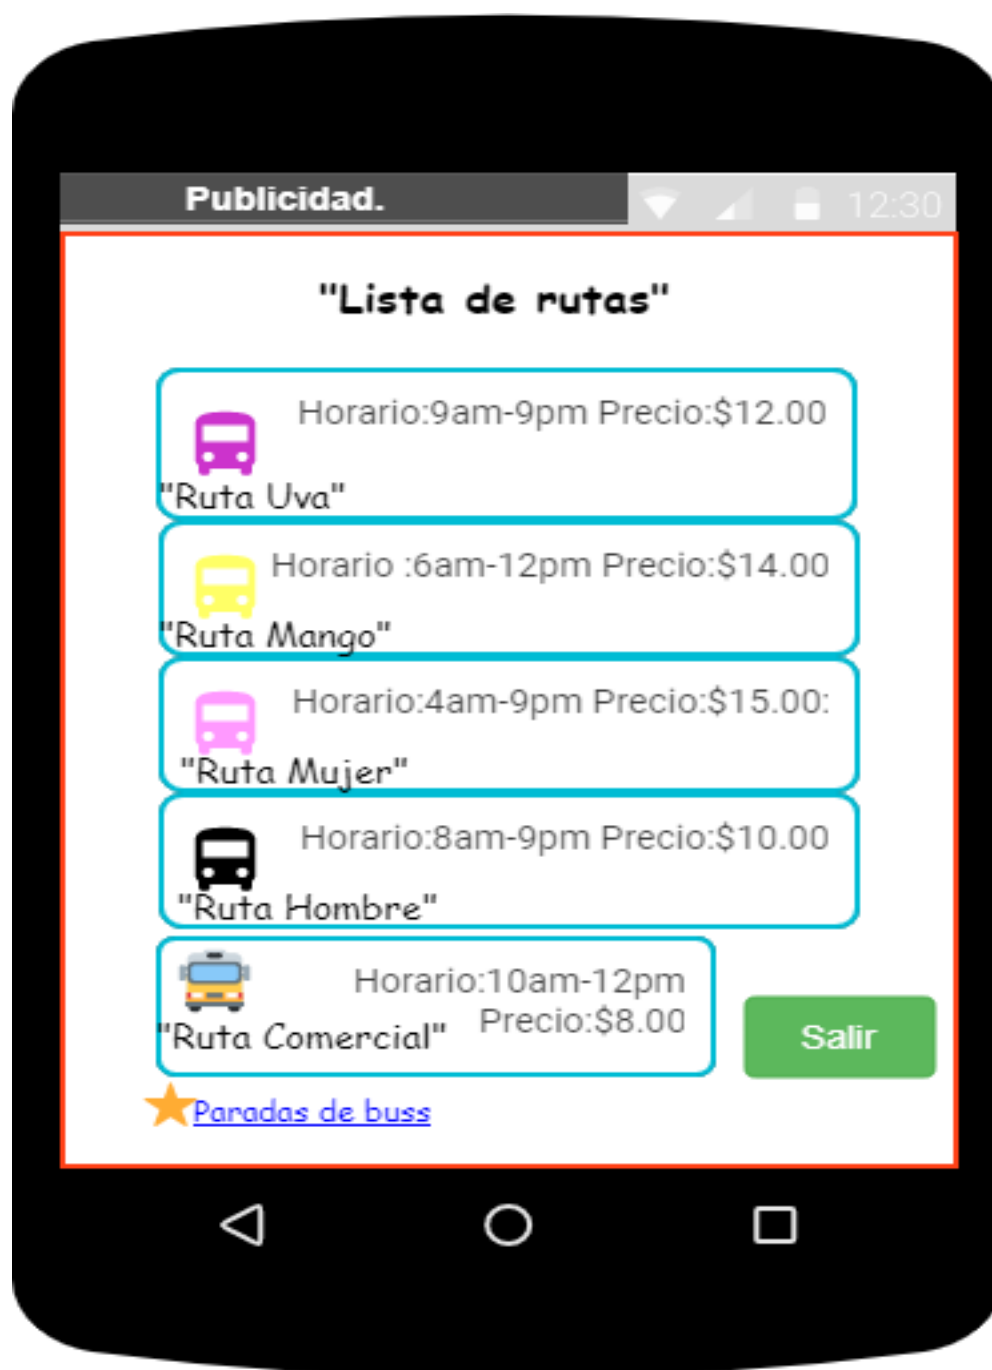 Publicidad.
12:30
"Lista de rutas"
Horario:9am-9pm Precio:$12.00
"Ruta Uva"
Horario :6am-12pm Precio:$14.00
"Ruta Mango"
Horario:4am-9pm Precio:$15.00:
"Ruta Mujer"
Horario:8am-9pm Precio:$10.00
"Ruta Hombre"
Horario:10am-12pm
Precio:$8.00
"Ruta Comercial"
Salir
Paradas de buss